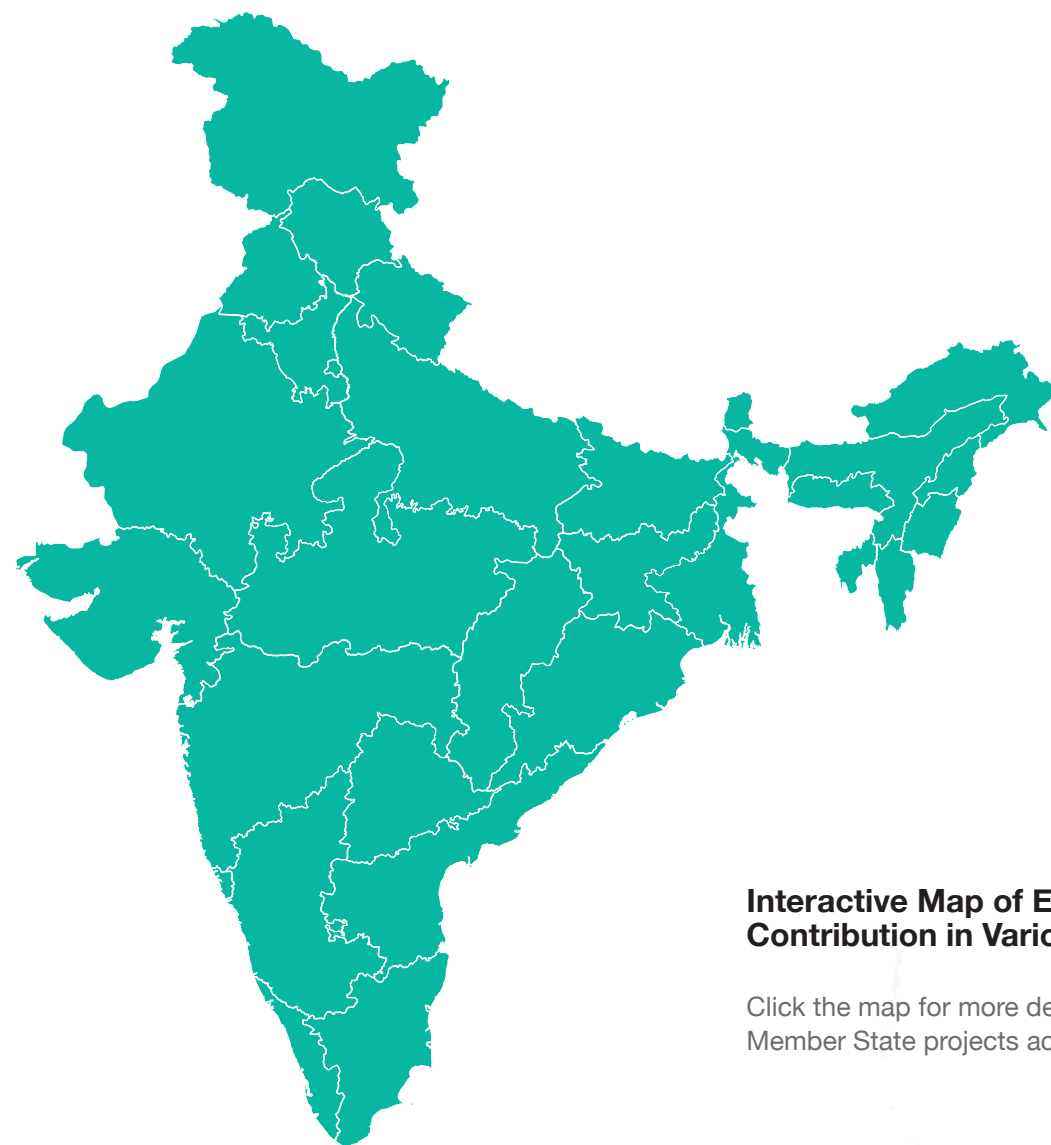 Interactive Map of E
Contribution in Vario
Click the map for more de
Member State projects ac